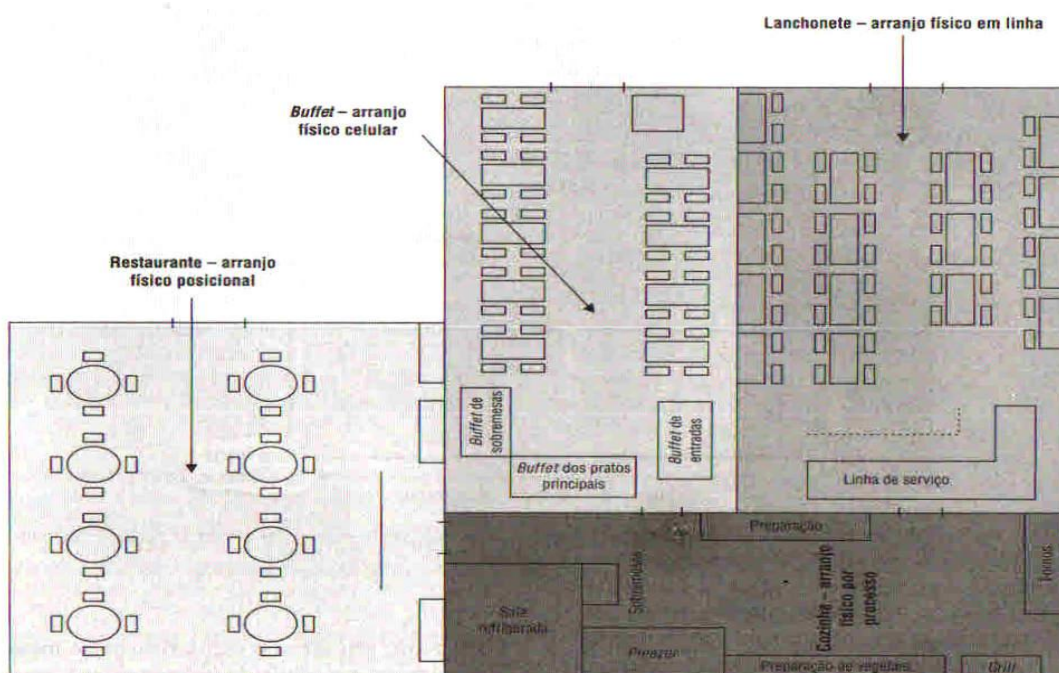 Lanchonete – arranjo físico em linha
Buffet – arranjo
físico celular
Restaurante – arranjo
físico posicional
Buffet de
sobremesas
Buffet dos pratos
principais
Buffet de
entradas
Linha de serviço
Preparação
Sobremesas
Cozinha – arranjo
físico por
processo
Sala
refrigerada
Freezer
Preparação de vegetais
Grill